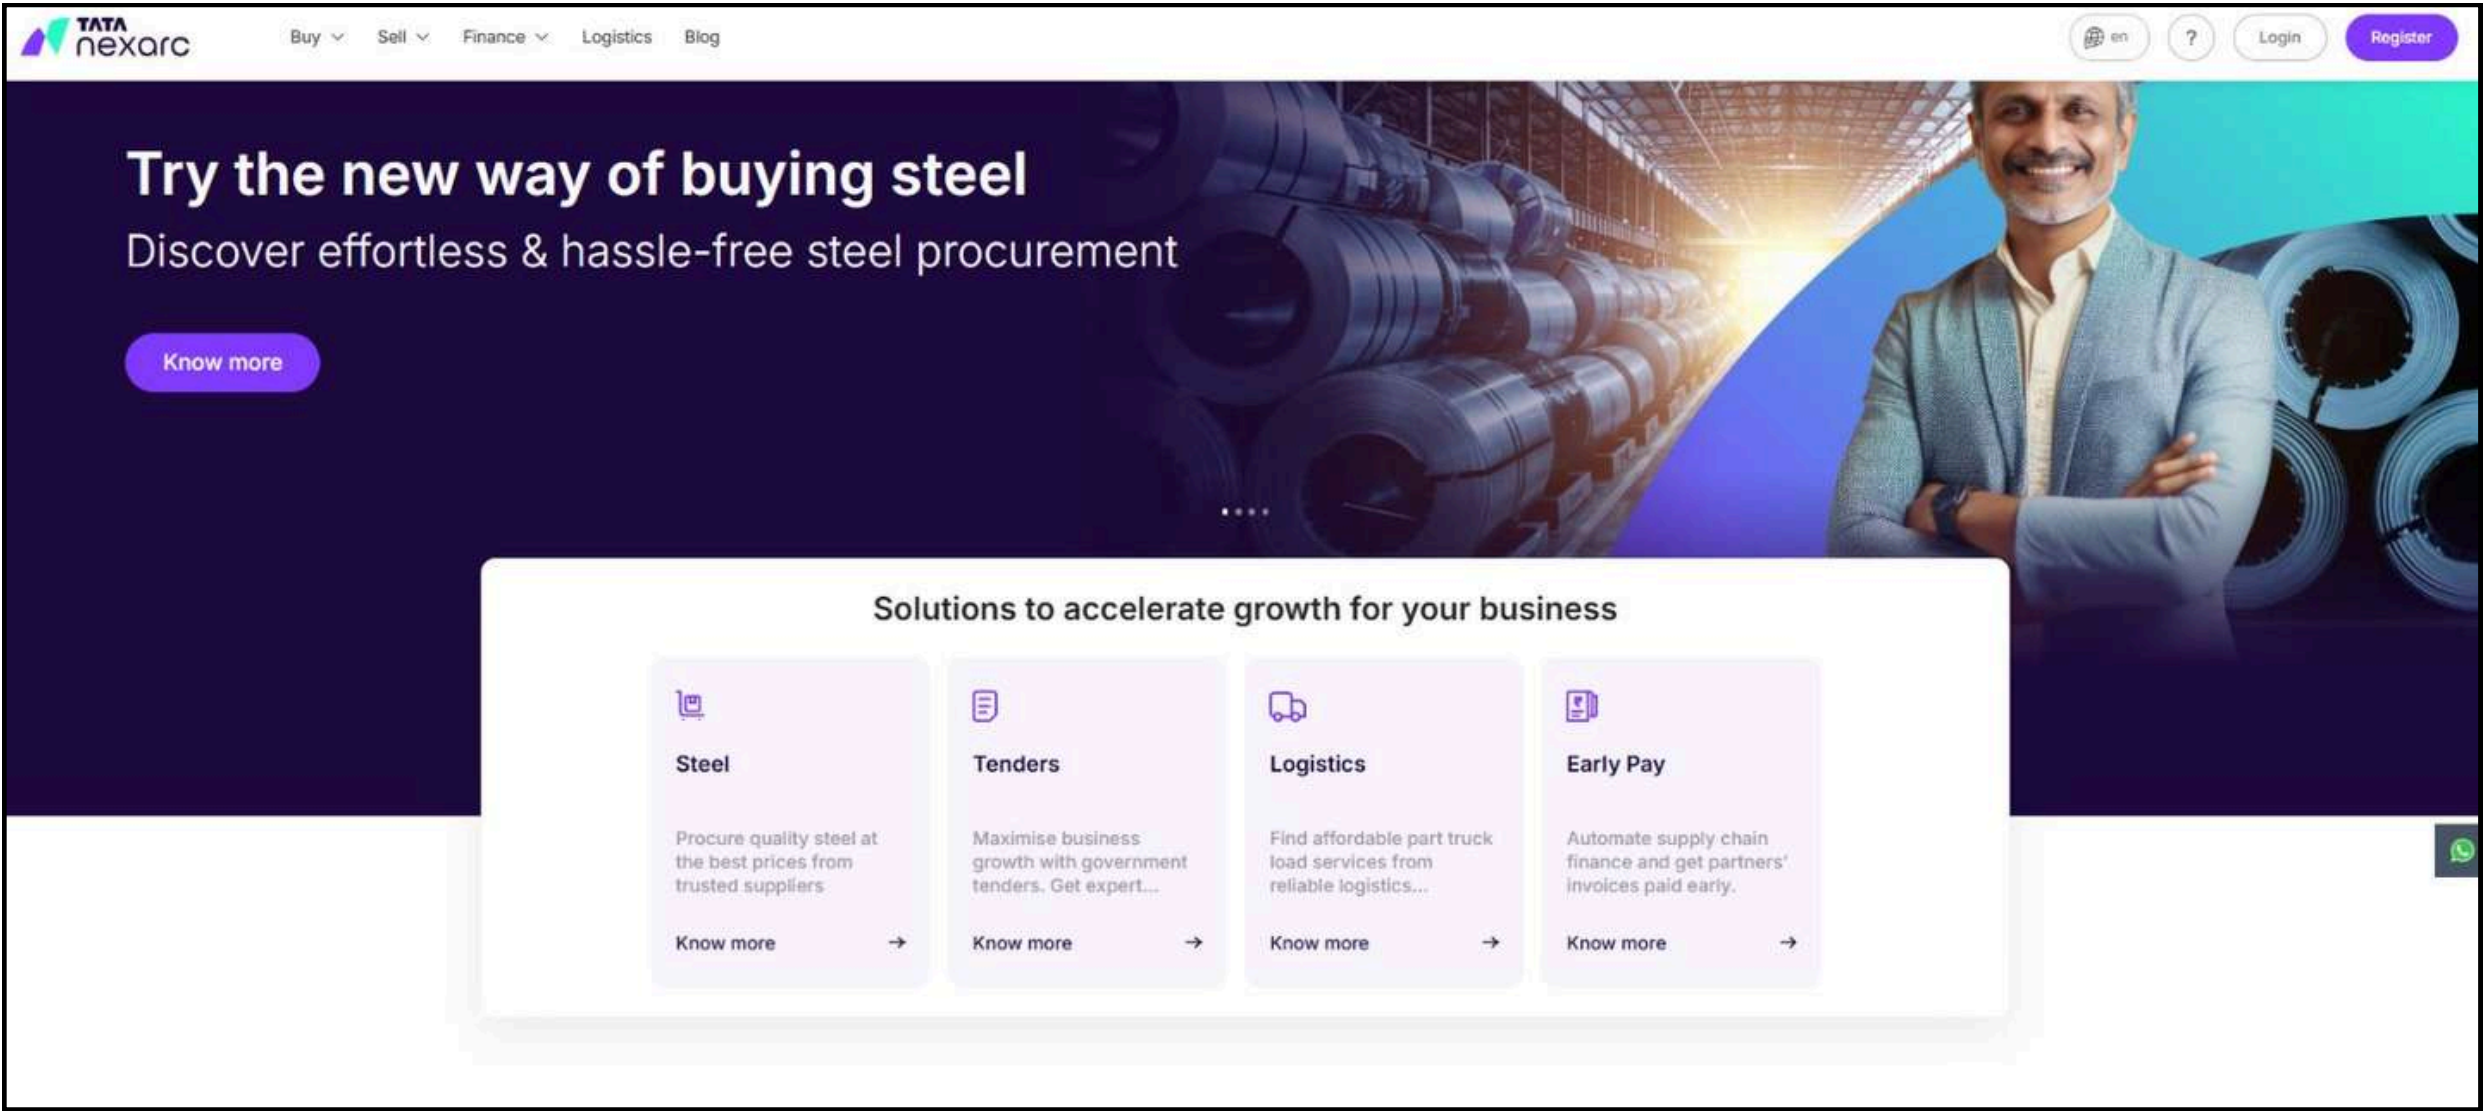 TATA
nexarc
Buy
Sell
Finance
Logistics
Blog
en
?
Login
Register
Try the new way of buying steel
Discover effortless & hassle-free steel procurement
Know more
Solutions to accelerate growth for your business
Steel
Procure quality steel at
the best prices from
trusted suppliers
Know more
Tenders
Maximise business
growth with government
tenders. Get expert...
Know more
Logistics
Find affordable part truck
load services from
reliable logistics...
Know more
Early Pay
Automate supply chain
finance and get partners'
invoices paid early.
Know more